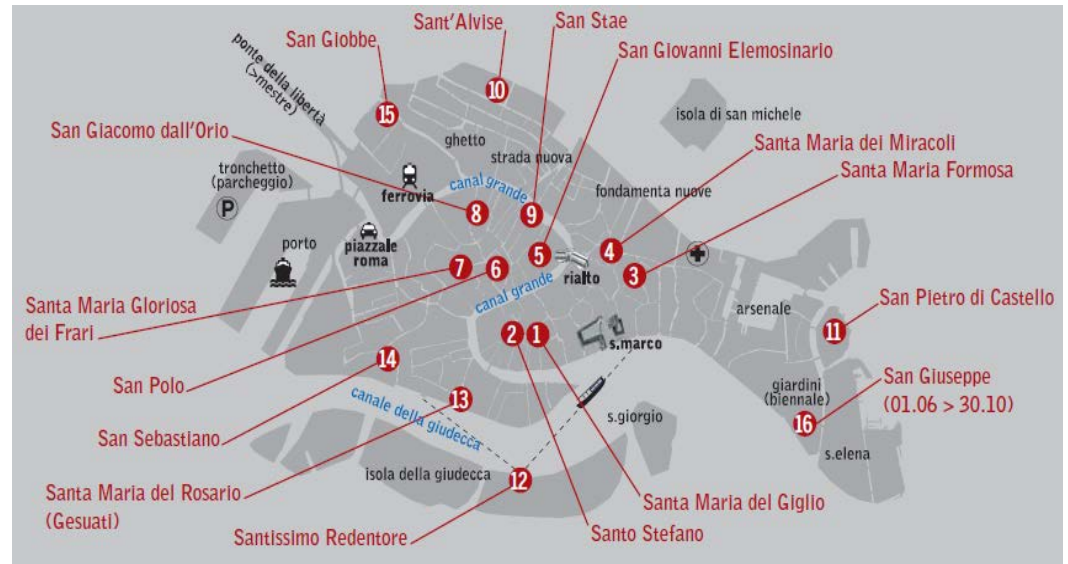 Sant'Alvise
San Stae
San Giobbe
San Giovanni Elemosinario
ponte della libertà
(>mestre)
10
15
isola di san michele
San Giacomo dall'Orio
ghetto
strada nuova
Santa Maria dei Miracoli
Santa Maria Formosa
tronchetto
(parcheggio)
P
ferrovia
canal grande
fondamenta nuove
8
9
porto
piazzale
roma
5
4
7
6
rialto
3
canal grande
Santa Maria Gloriosa
dei Frari
arsenale
San Pietro di Castello
2
1
s.marco
11
14
San Polo
giardini
(biennale)
San Giuseppe
(01.06 > 30.10)
13
canale della giudecca
s.giorgio
16
San Sebastiano
s.elena
isola della giudecca
12
Santa Maria del Rosario
(Gesuati)
Santa Maria del Giglio
Santissimo Redentore
Santo Stefano